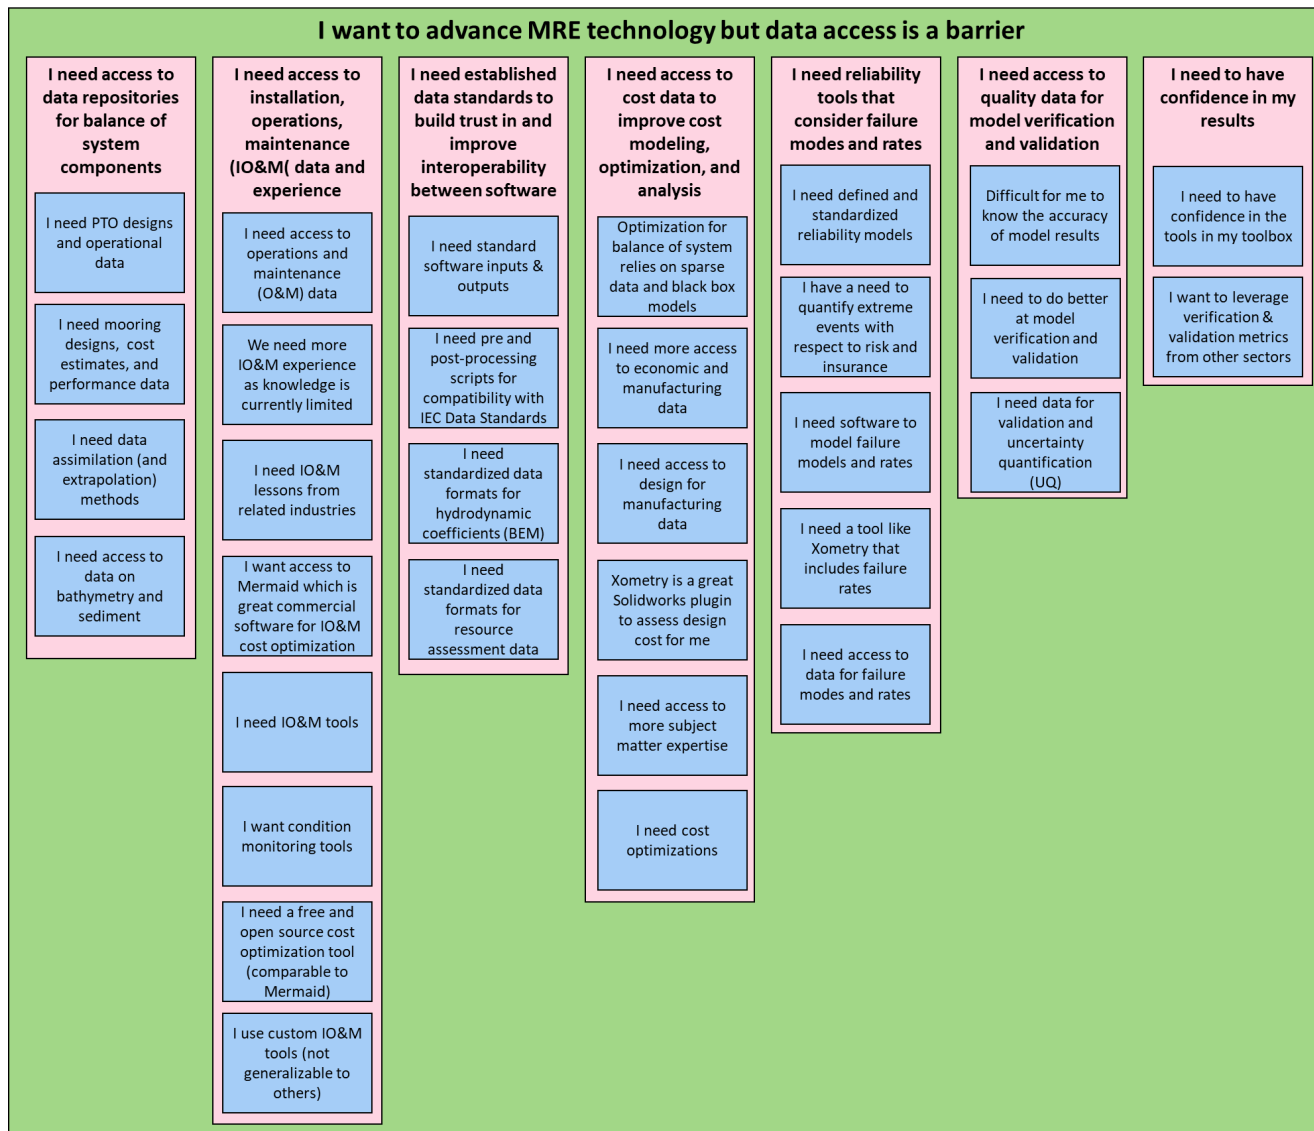 I want to advance MRE technology but data access is a barrier
I need access to
data repositories
for balance of
system
components
I need PTO designs
and operational
data
I need mooring
designs, cost
estimates, and
performance data
I need data
assimilation (and
extrapolation)
methods
I need access to
data on
bathymetry and
sediment
I need access to
installation,
operations,
maintenance
(IO&M( data and
experience
I need access to
operations and
maintenance
(O&M) data
We need more
IO&M experience
as knowledge is
currently limited
I need IO&M
lessons from
related industries
I want access to
Mermaid which is
great commercial
software for IO&M
cost optimization
I need IO&M tools
I want condition
monitoring tools
I need a free and
open source cost
optimization tool
(comparable to
Mermaid)
I use custom IO&M
tools (not
generalizable to
others)
I need established
data standards to
build trust in and
improve
interoperability
between software
I need standard
software inputs &
outputs
I need pre and
post-processing
scripts for
compatibility with
IEC Data Standards
I need
standardized data
formats for
hydrodynamic
coefficients (BEM)
I need
standardized data
formats for
resource
assessment data
I need access to
cost data to
improve cost
modeling,
optimization, and
analysis
Optimization for
balance of system
relies on sparse
data and black box
models
I need more access
to economic and
manufacturing
data
I need access to
design for
manufacturing
data
Xometry is a great
Solidworks plugin
to assess design
cost for me
I need access to
more subject
matter expertise
I need cost
optimizations
I need reliability
tools that
consider failure
modes and rates
I need defined and
standardized
reliability models
I have a need to
quantify extreme
events with
respect to risk and
insurance
I need software to
model failure
models and rates
I need a tool like
Xometry that
includes failure
rates
I need access to
data for failure
modes and rates
I need access to
quality data for
model verification
and validation
Difficult for me to
know the accuracy
of model results
I need to do better
at model
verification and
validation
I need data for
validation and
uncertainty
quantification
(UQ)
I need to have
confidence in my
results
I need to have
confidence in the
tools in my toolbox
I want to leverage
verification &
validation metrics
from other sectors